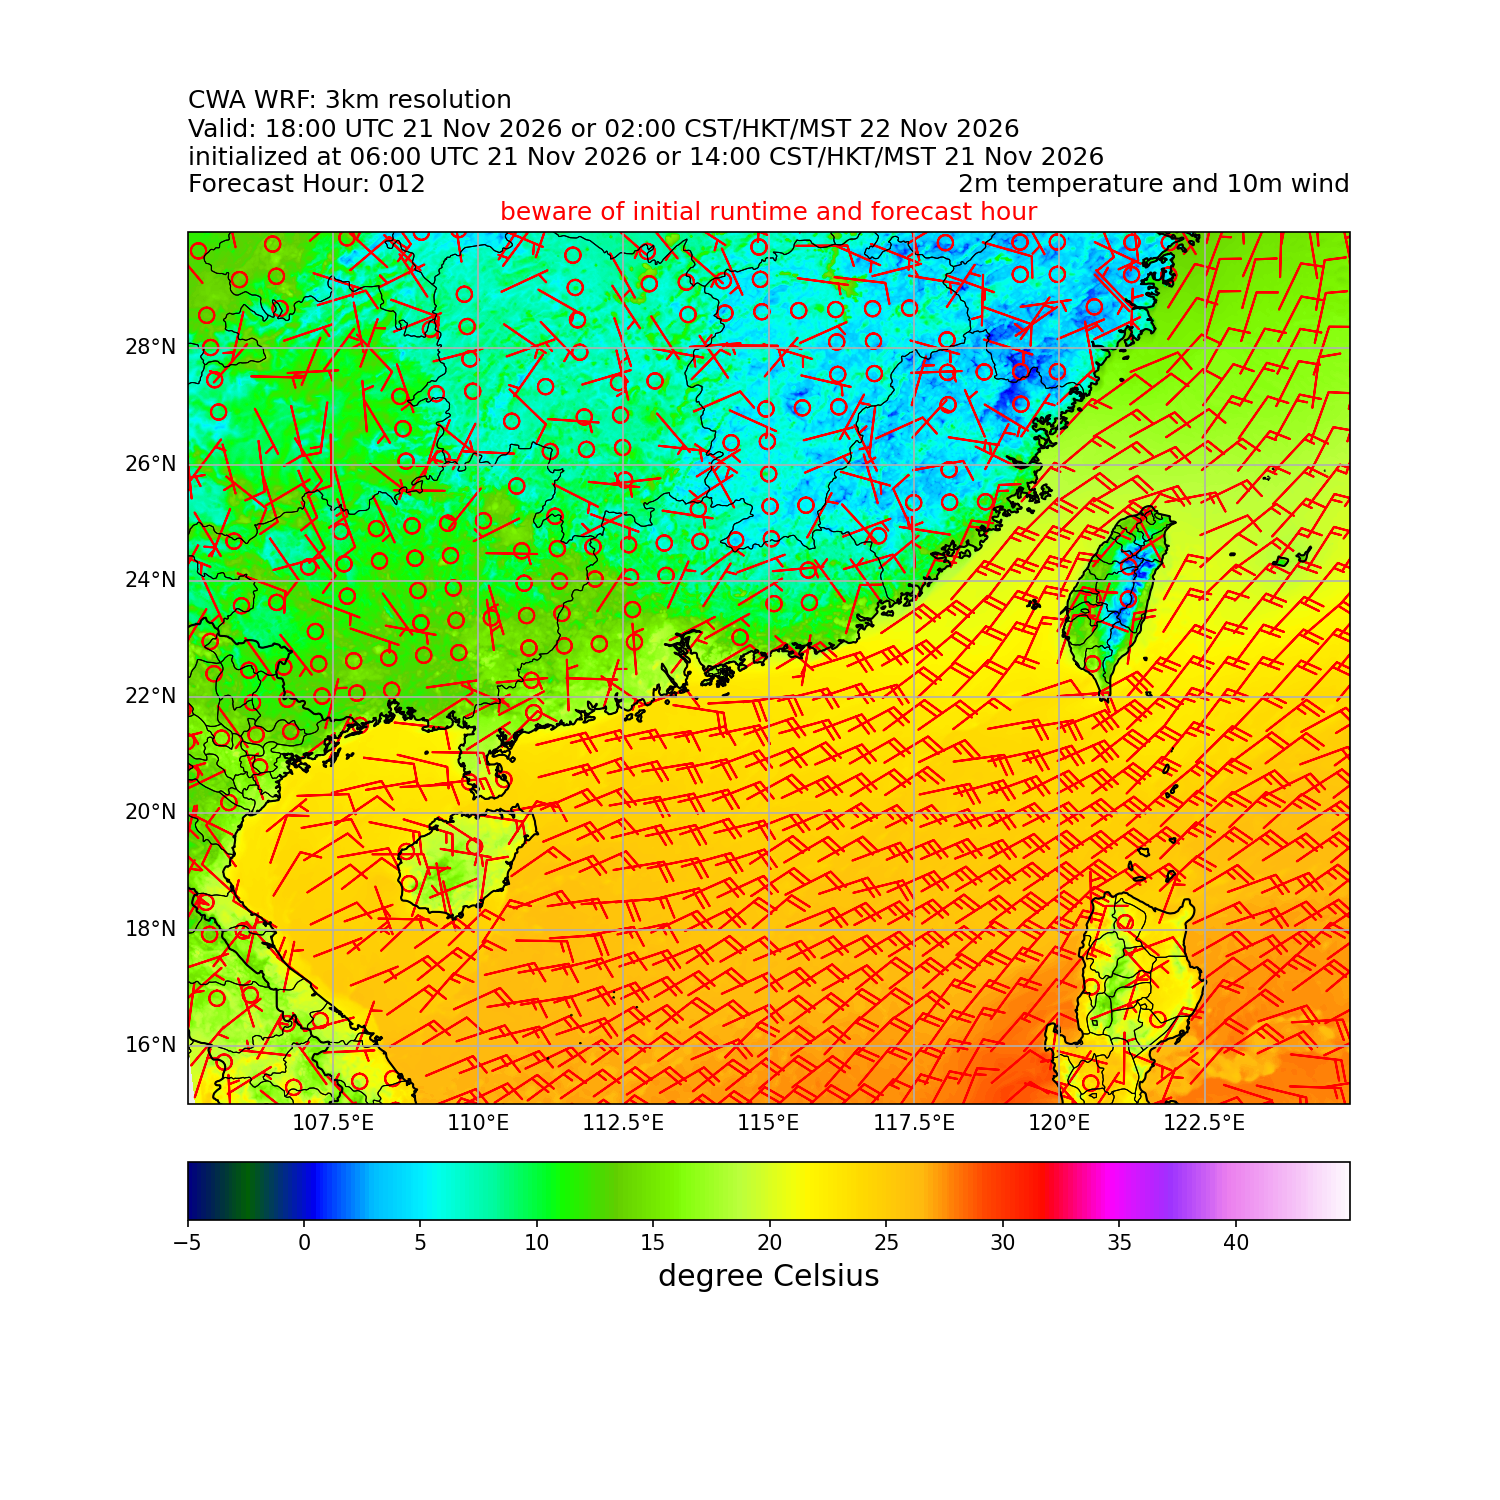 CWA WRF: 3km resolution
Valid: 18:00 UTC 21 Nov 2026 or 02:00 CST/HKT/MST 22 Nov 2026
initialized at 06:00 UTC 21 Nov 2026 or 14:00 CST/HKT/MST 21 Nov 2026
Forecast Hour: 012 2m temperature and 10m wind
beware of initial runtime and forecast hour
28°N
26°N
24°N
22°N
20°N
18°N
16°N
107.5°E 110°E 112.5°E 115°E 117.5°E 120°E 122.5°E
−5 0 5 10 15 20 25 30 35 40
degree Celsius